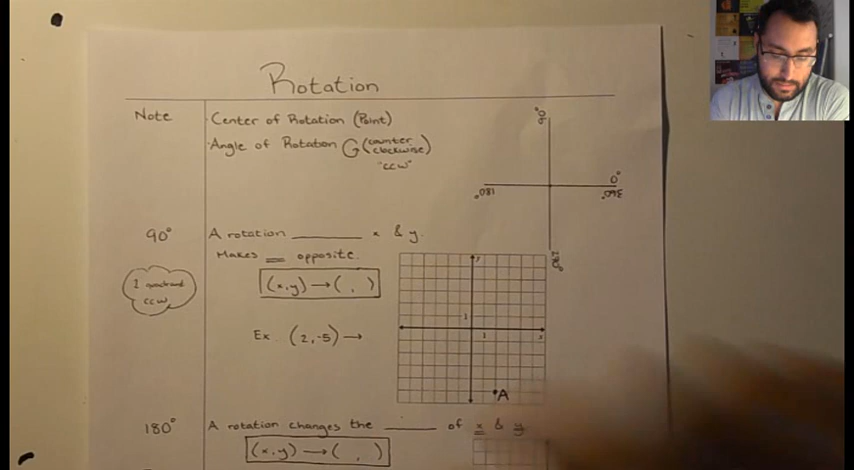 Rotation
Note
Center of Rotation (Point)
Angle of Rotation (counter clockwise)
"CCW"
90°
0°
180°
360°
270°
90°
A rotation ______ x & y.
Makes __ opposite.
1 quadrant
CCW
(x,y) → ( , )
Ex. (2,-5) →
y
1
1
x
A
180°
A rotation changes the ______ of x & y.
(x,y) → ( , )